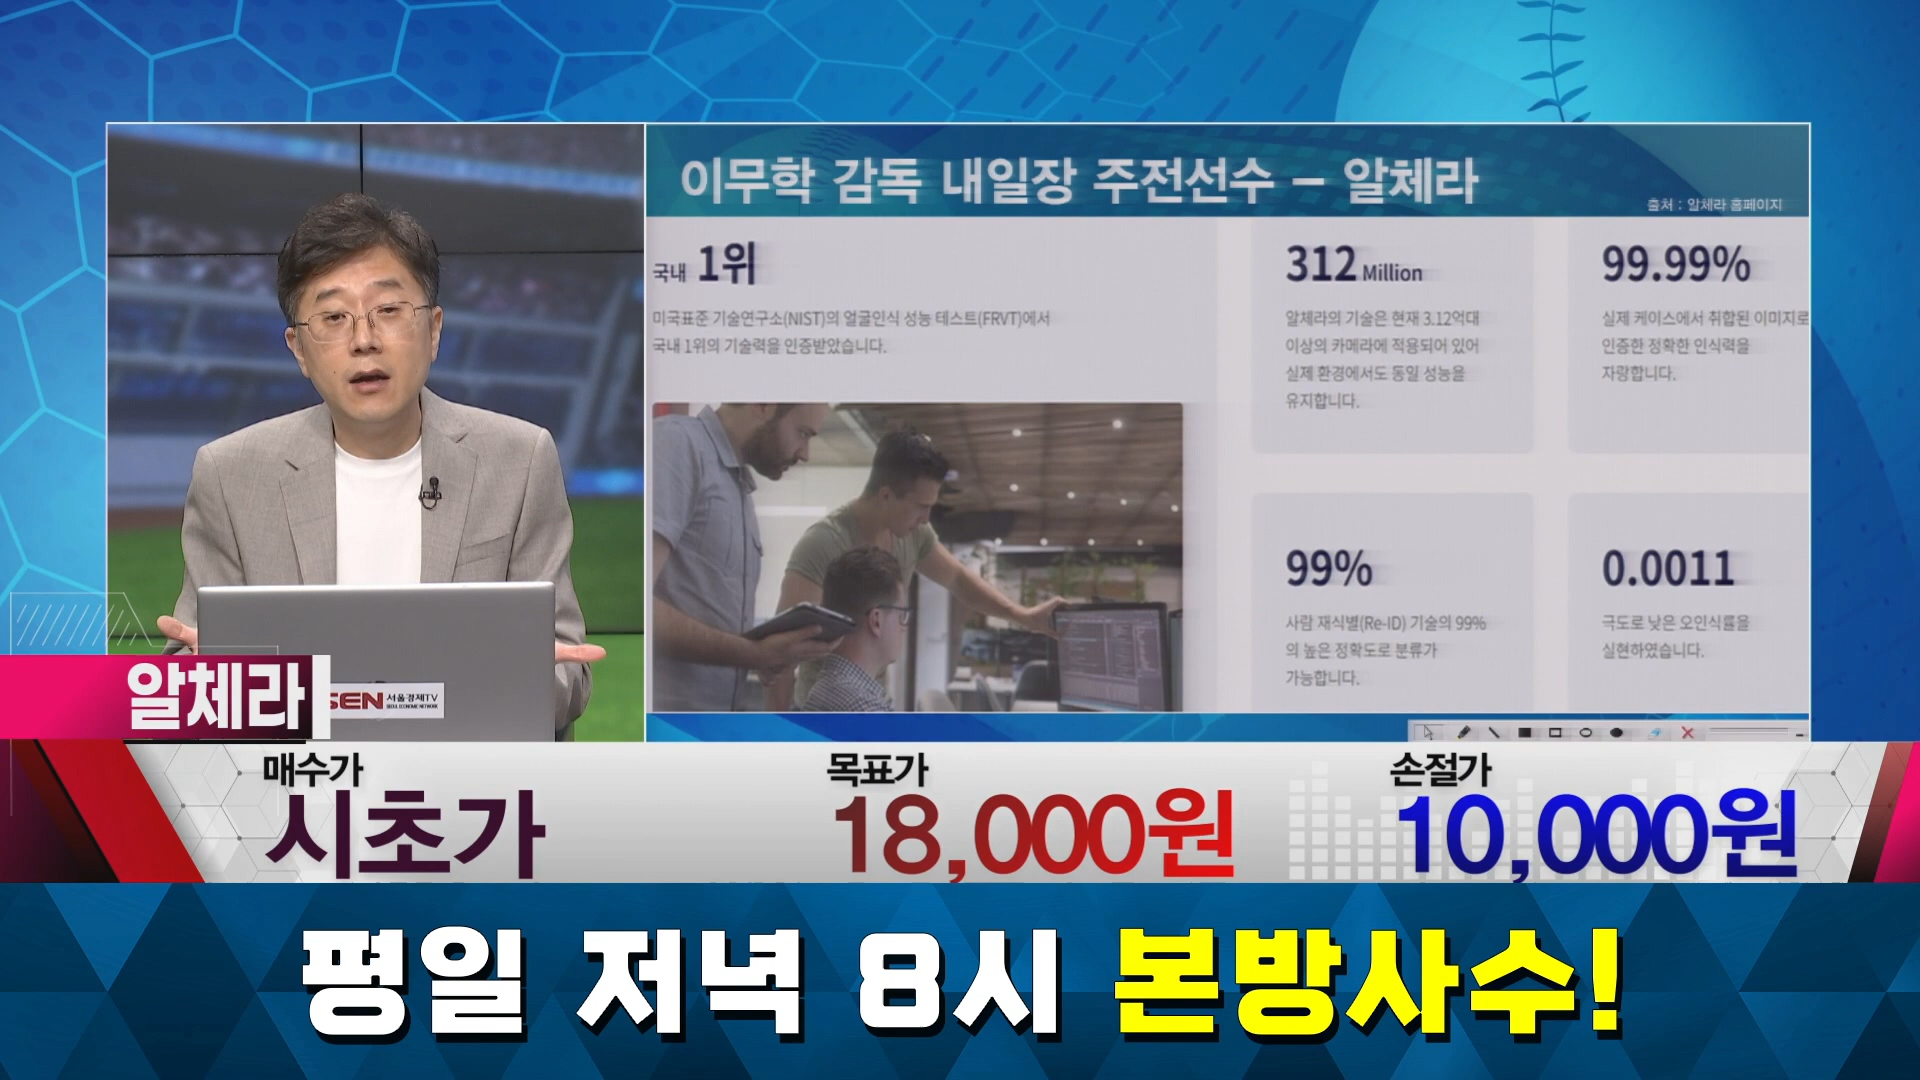 이무학 감독 내일장 주전선수 - 알체라
출처 : 알체라 홈페이지
국내 1위
미국표준 기술연구소(NIST)의 얼굴인식 성능 테스트(FRVT)에서
국내 1위의 기술력을 인증받았습니다.
312 Million
알체라의 기술은 현재 3.12억대
이상의 카메라에 적용되어 있어
실제 환경에서도 동일 성능을
유지합니다.
99.99%
실제 케이스에서 취합된 이미지로
인증한 정확한 인식력을
자랑합니다.
99%
사람 재식별(Re-ID) 기술의 99%
의 높은 정확도로 분류가
가능합니다.
0.0011
극도로 낮은 오인식률을
실현하였습니다.
SEN 서울경제TV
SEOUL ECONOMIC NETWORK
알체라
매수가
시초가
목표가
18,000원
손절가
10,000원
평일 저녁 8시 본방사수!